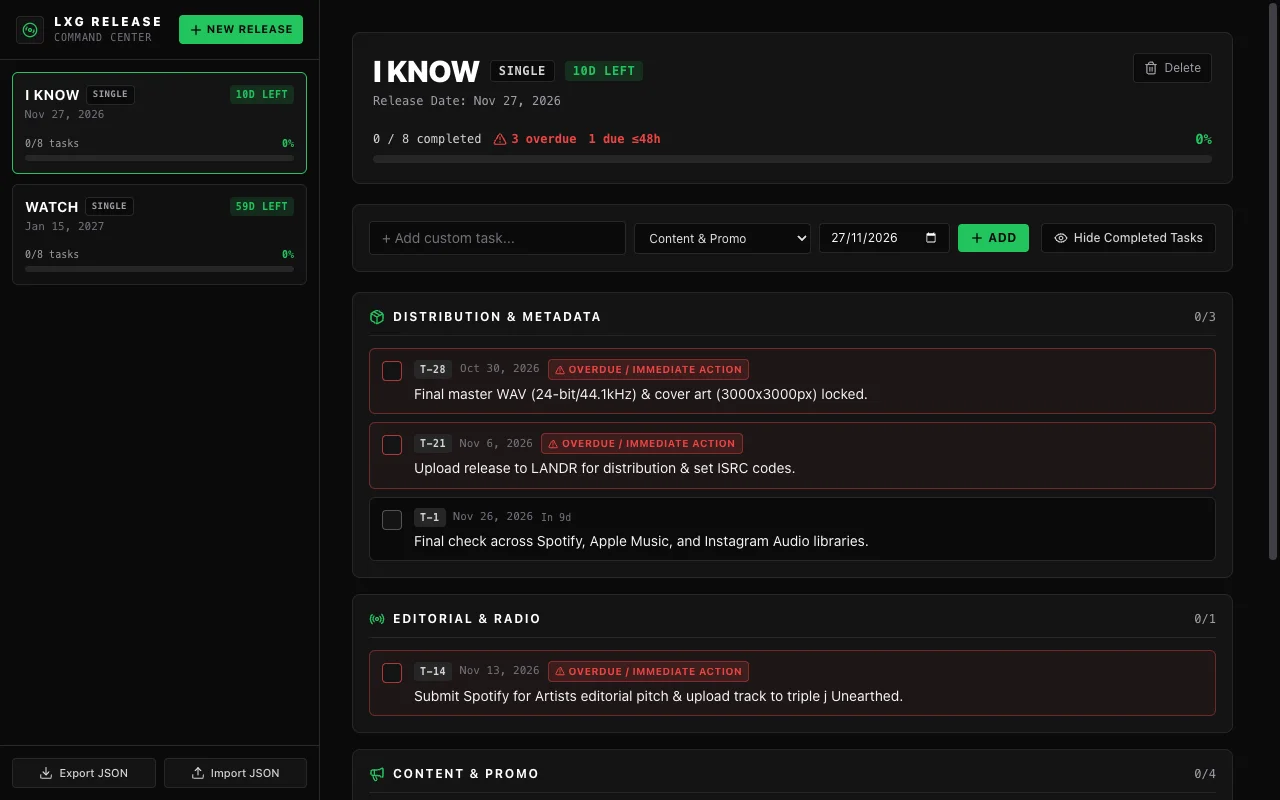 LXG RELEASE
COMMAND CENTER
+ NEW RELEASE
I KNOW SINGLE 10D LEFT
Nov 27, 2026
0/8 tasks 0%
WATCH SINGLE 59D LEFT
Jan 15, 2027
0/8 tasks 0%
Export JSON Import JSON
I KNOW SINGLE 10D LEFT
Delete
Release Date: Nov 27, 2026
0 / 8 completed 3 overdue 1 due ≤48h 0%
+ Add custom task... Content & Promo 27/11/2026 + ADD Hide Completed Tasks
DISTRIBUTION & METADATA 0/3
T-28 Oct 30, 2026 OVERDUE / IMMEDIATE ACTION
Final master WAV (24-bit/44.1kHz) & cover art (3000x3000px) locked.
T-21 Nov 6, 2026 OVERDUE / IMMEDIATE ACTION
Upload release to LANDR for distribution & set ISRC codes.
T-1 Nov 26, 2026 In 9d
Final check across Spotify, Apple Music, and Instagram Audio libraries.
EDITORIAL & RADIO 0/1
T-14 Nov 13, 2026 OVERDUE / IMMEDIATE ACTION
Submit Spotify for Artists editorial pitch & upload track to triple j Unearthed.
CONTENT & PROMO 0/4